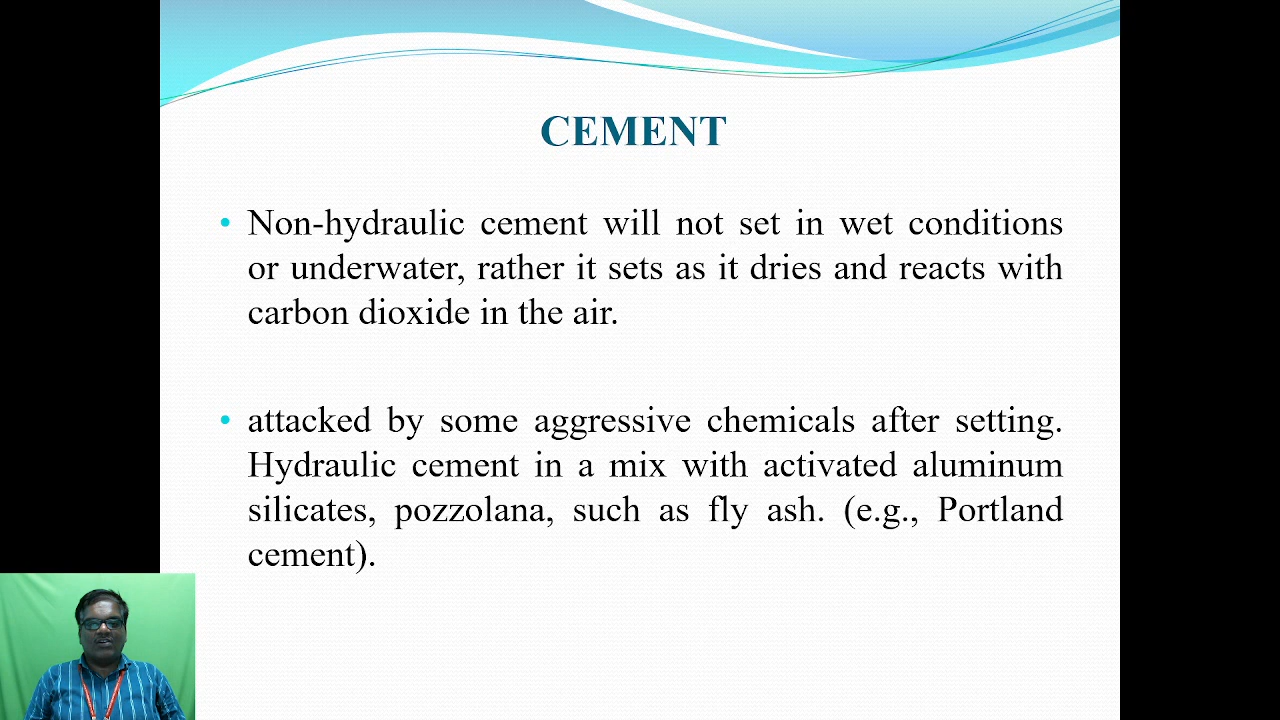 CEMENT
Non-hydraulic cement will not set in wet conditions
or underwater, rather it sets as it dries and reacts with
carbon dioxide in the air.
attacked by some aggressive chemicals after setting.
Hydraulic cement in a mix with activated aluminum
silicates, pozzolana, such as fly ash. (e.g., Portland
cement).